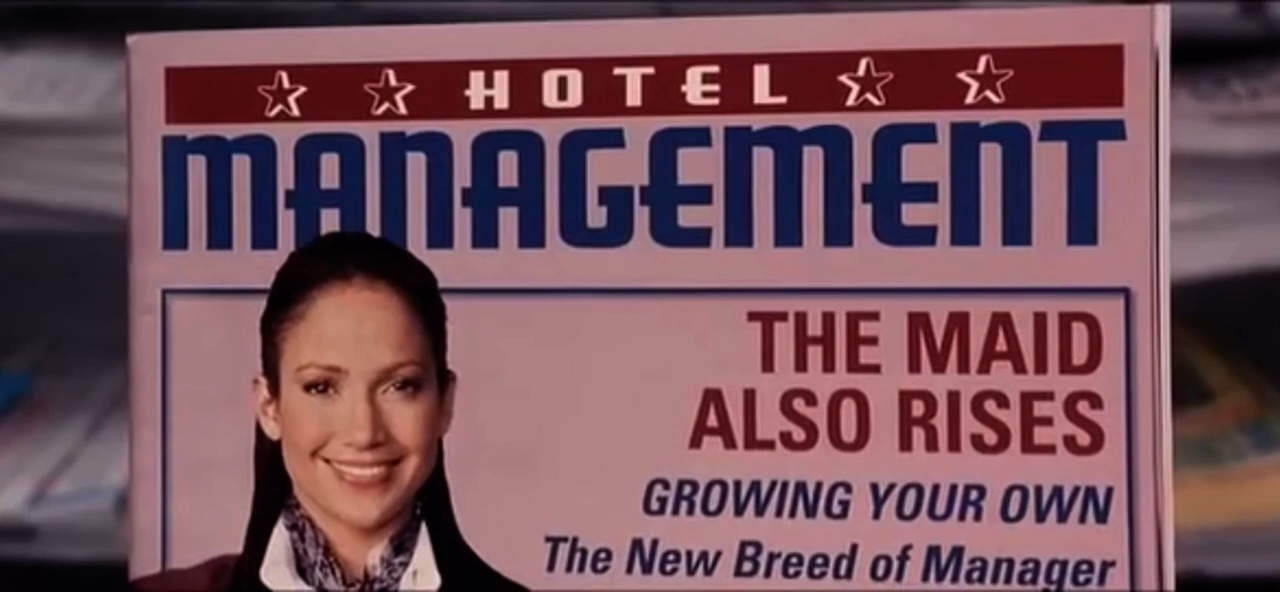 HOTEL
MANAGEMENT
THE MAID
ALSO RISES
GROWING YOUR OWN
The New Breed of Manager